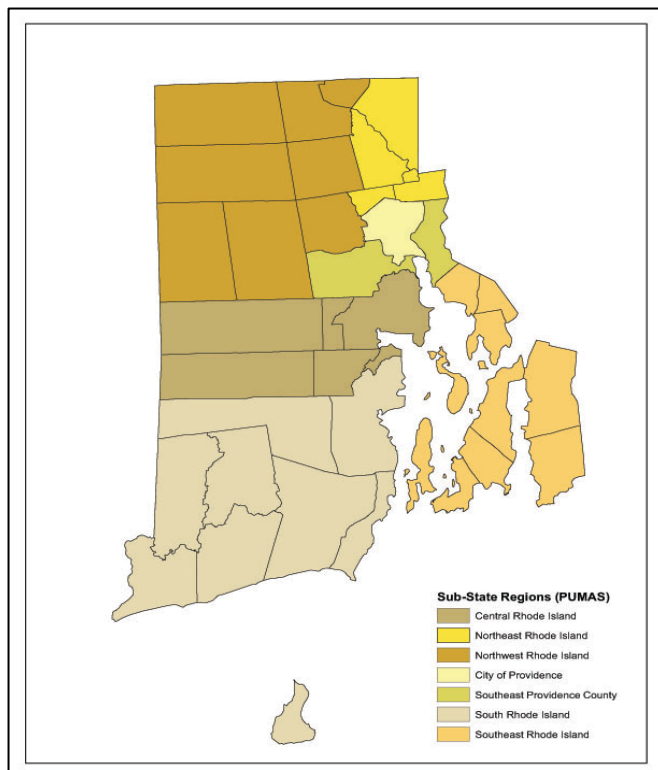 Sub-State Regions (PUMAS)
Central Rhode Island
Northeast Rhode Island
Northwest Rhode Island
City of Providence
Southeast Providence County
South Rhode Island
Southeast Rhode Island